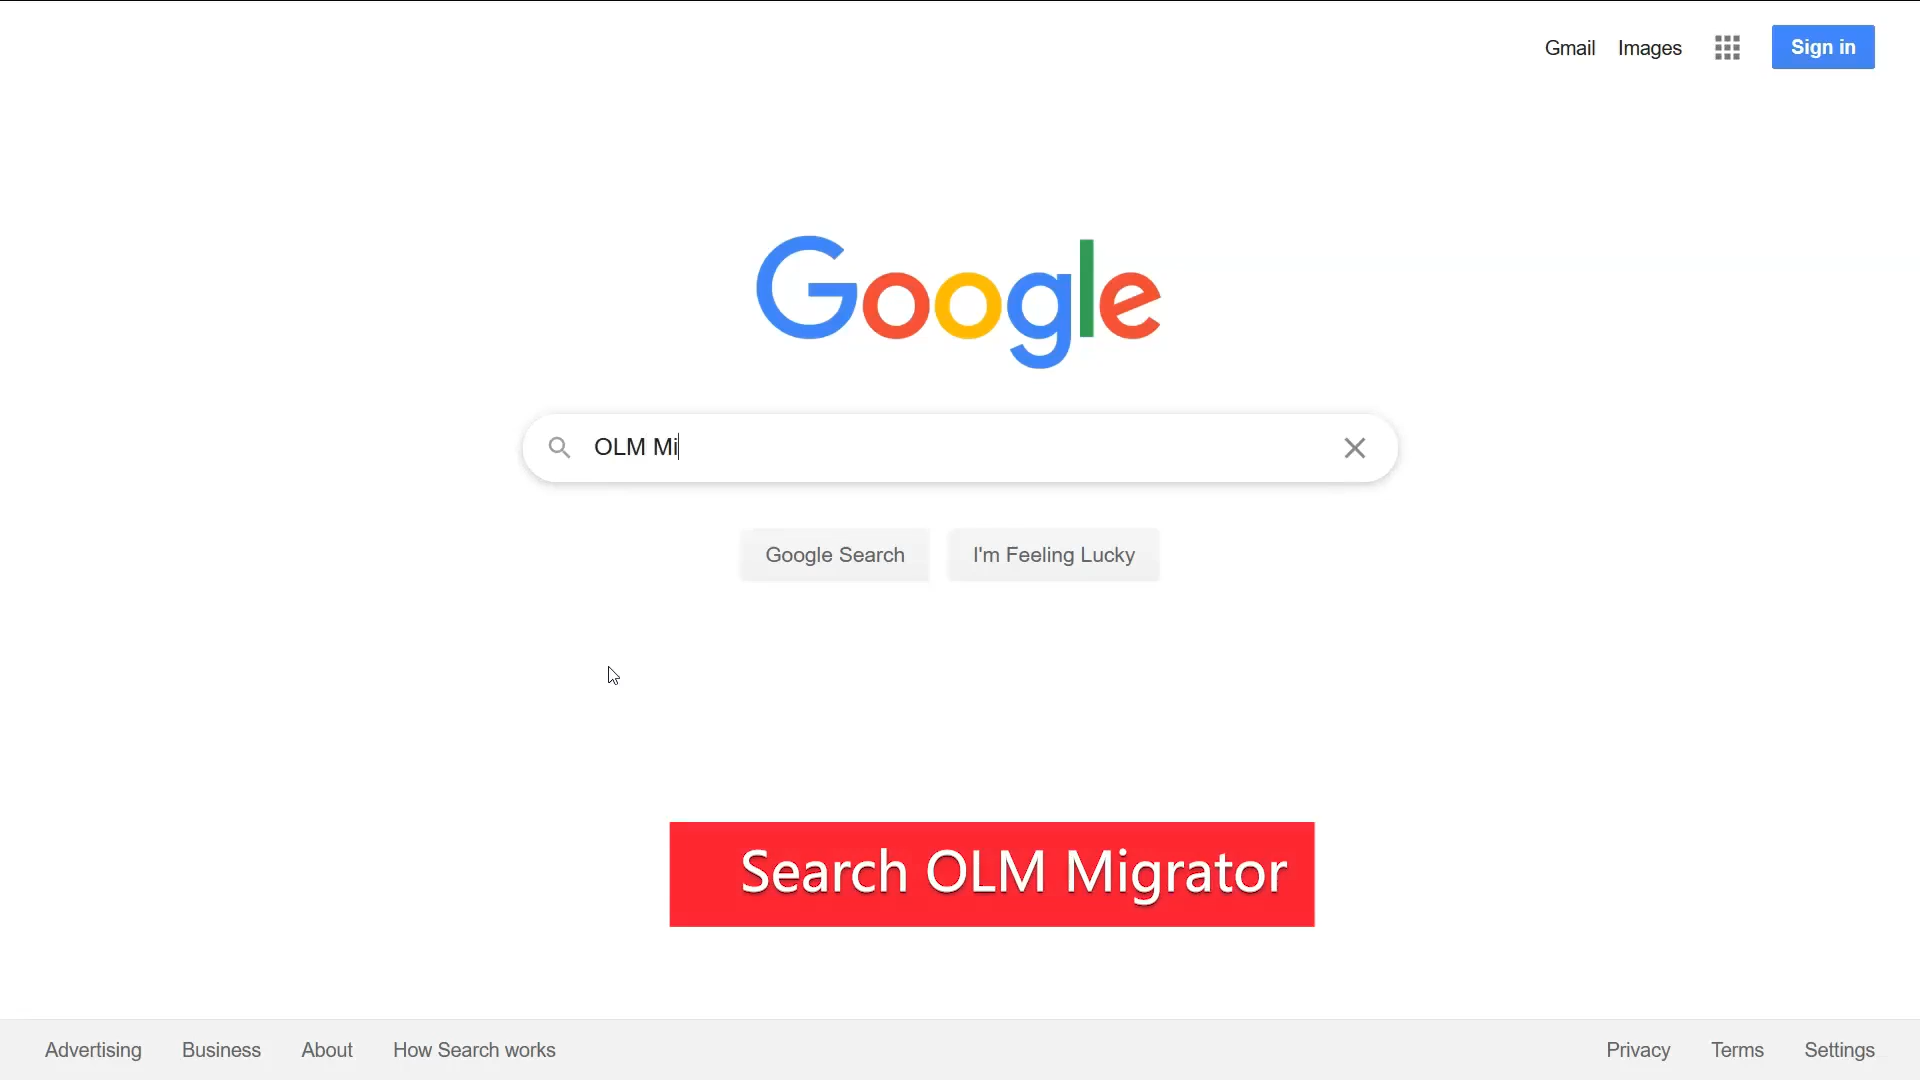 Gmail Images Sign in
Google
OLM Mi
Google Search I'm Feeling Lucky
Search OLM Migrator
Advertising Business About How Search works Privacy Terms Settings